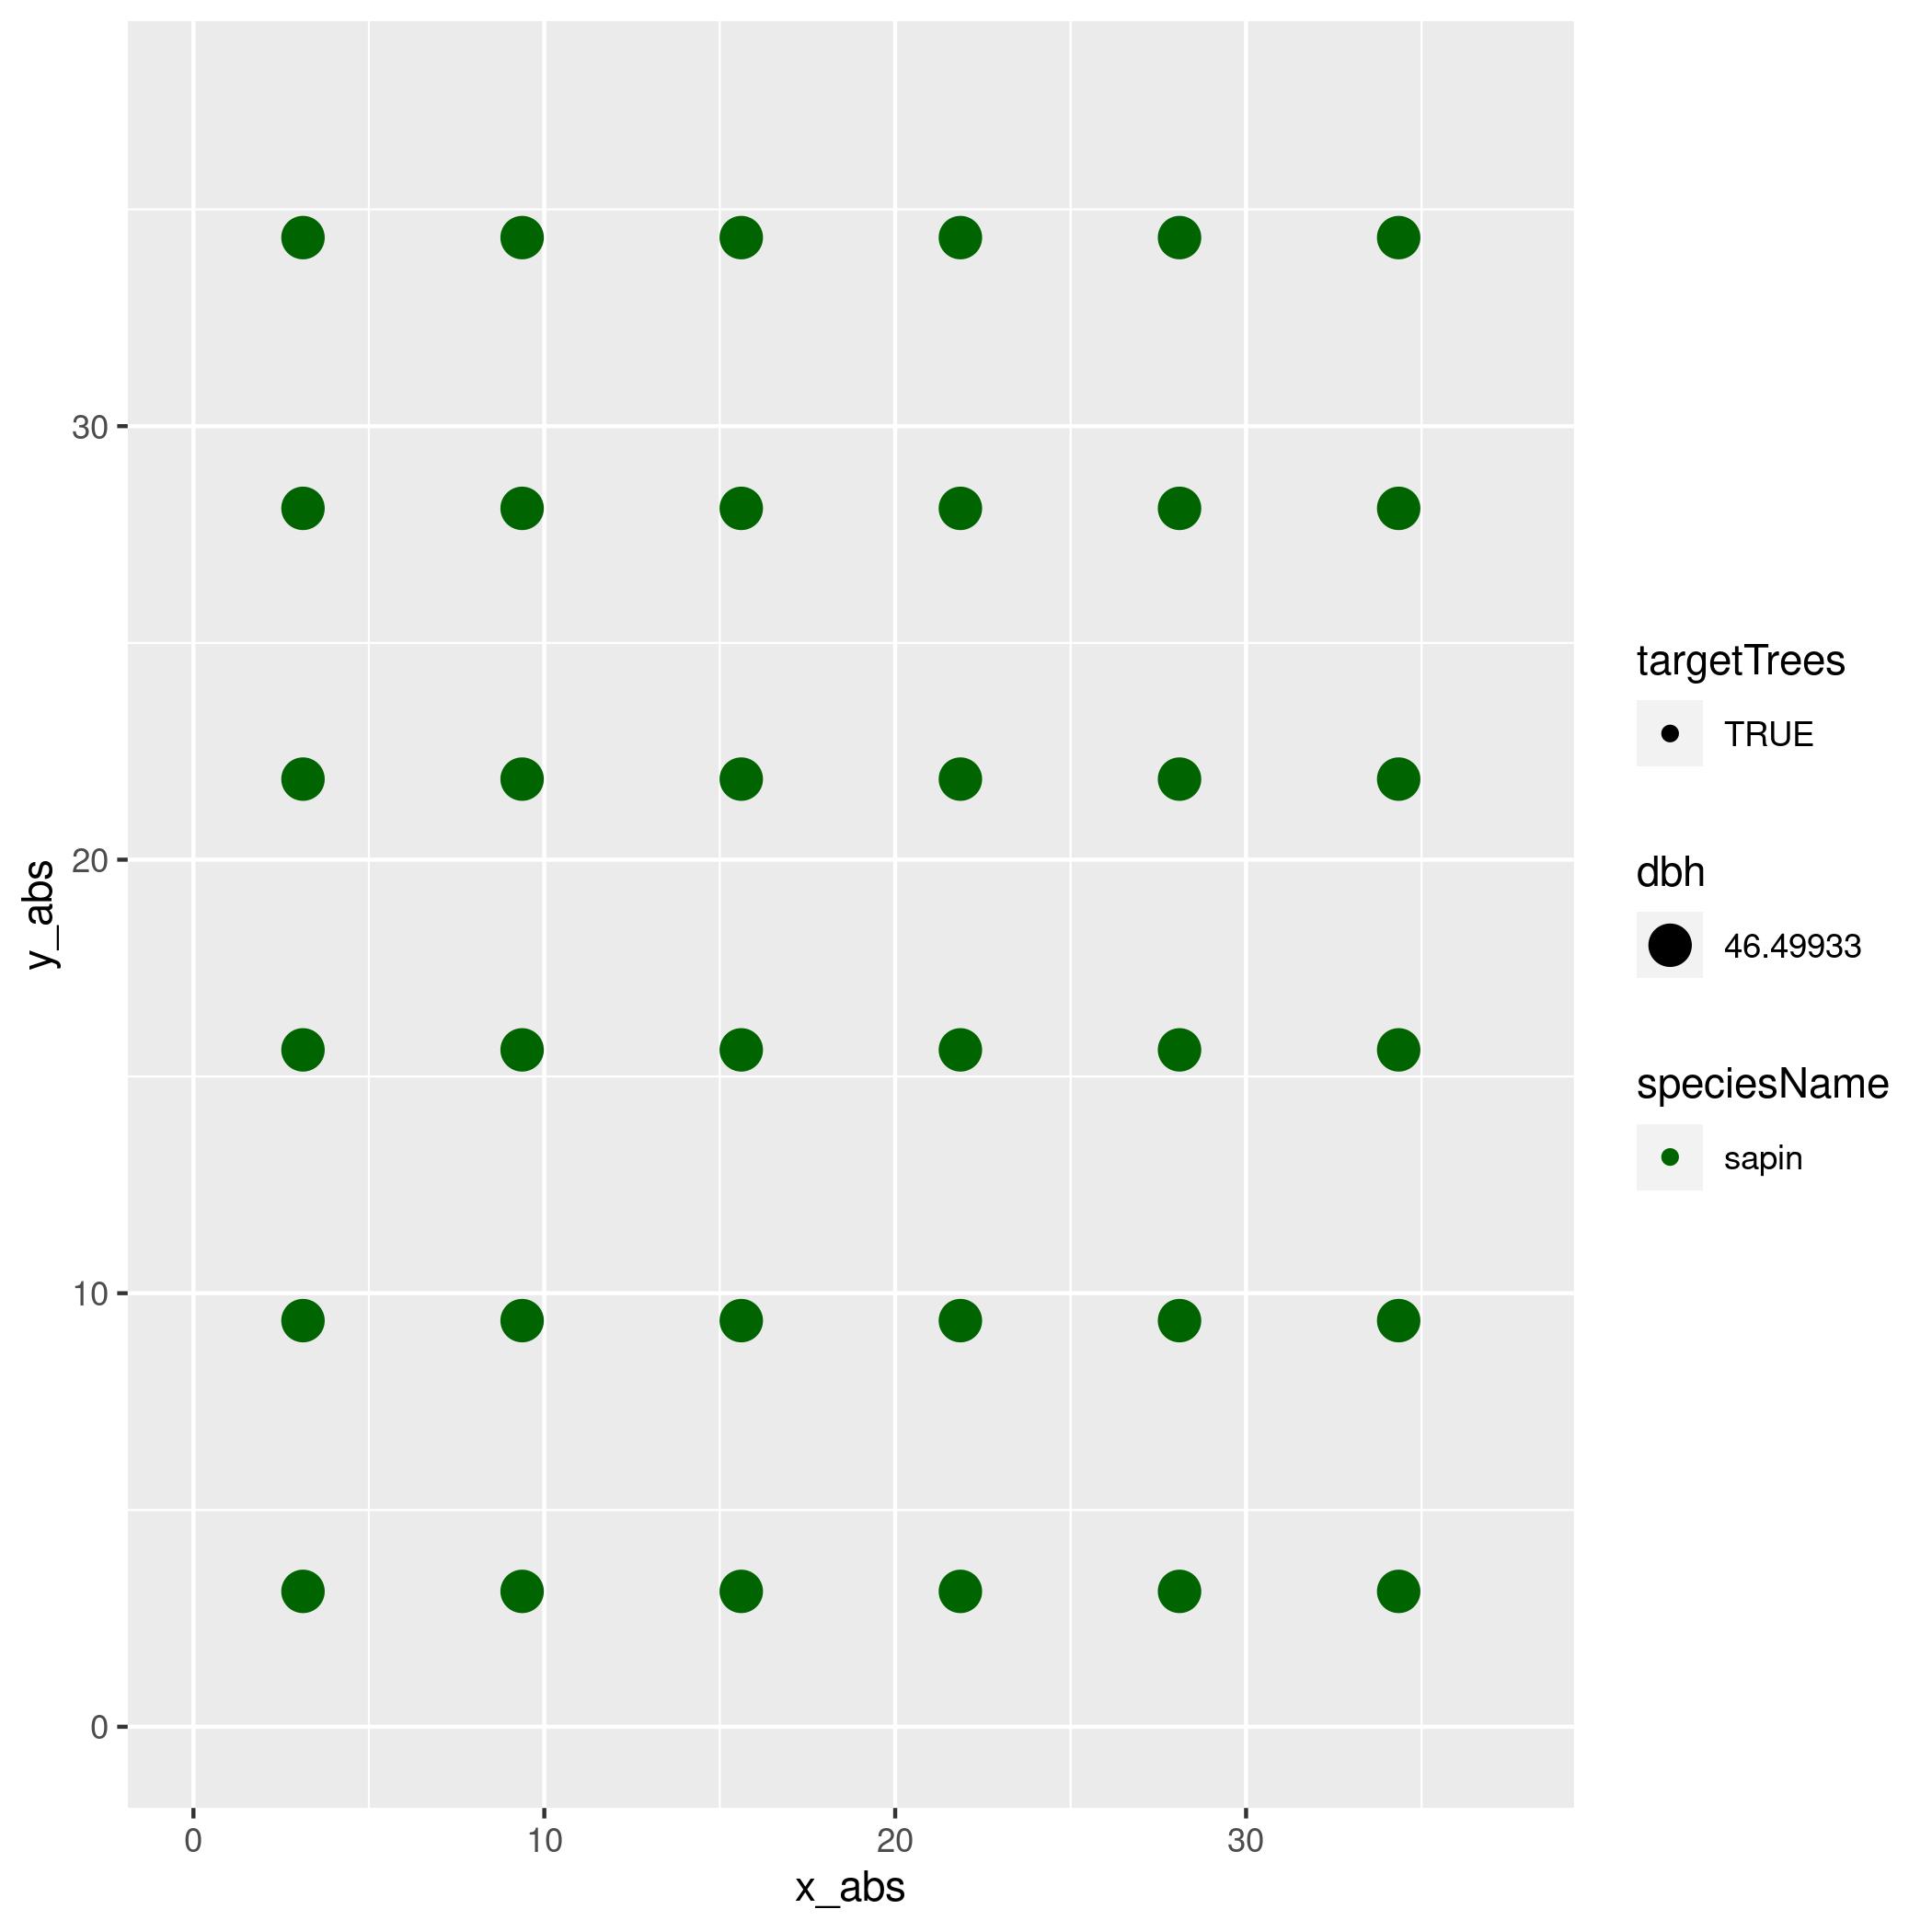 30
20
10
0
0 10 20 30
x_abs
y_abs
targetTrees
TRUE
dbh
46.49933
speciesName
sapin